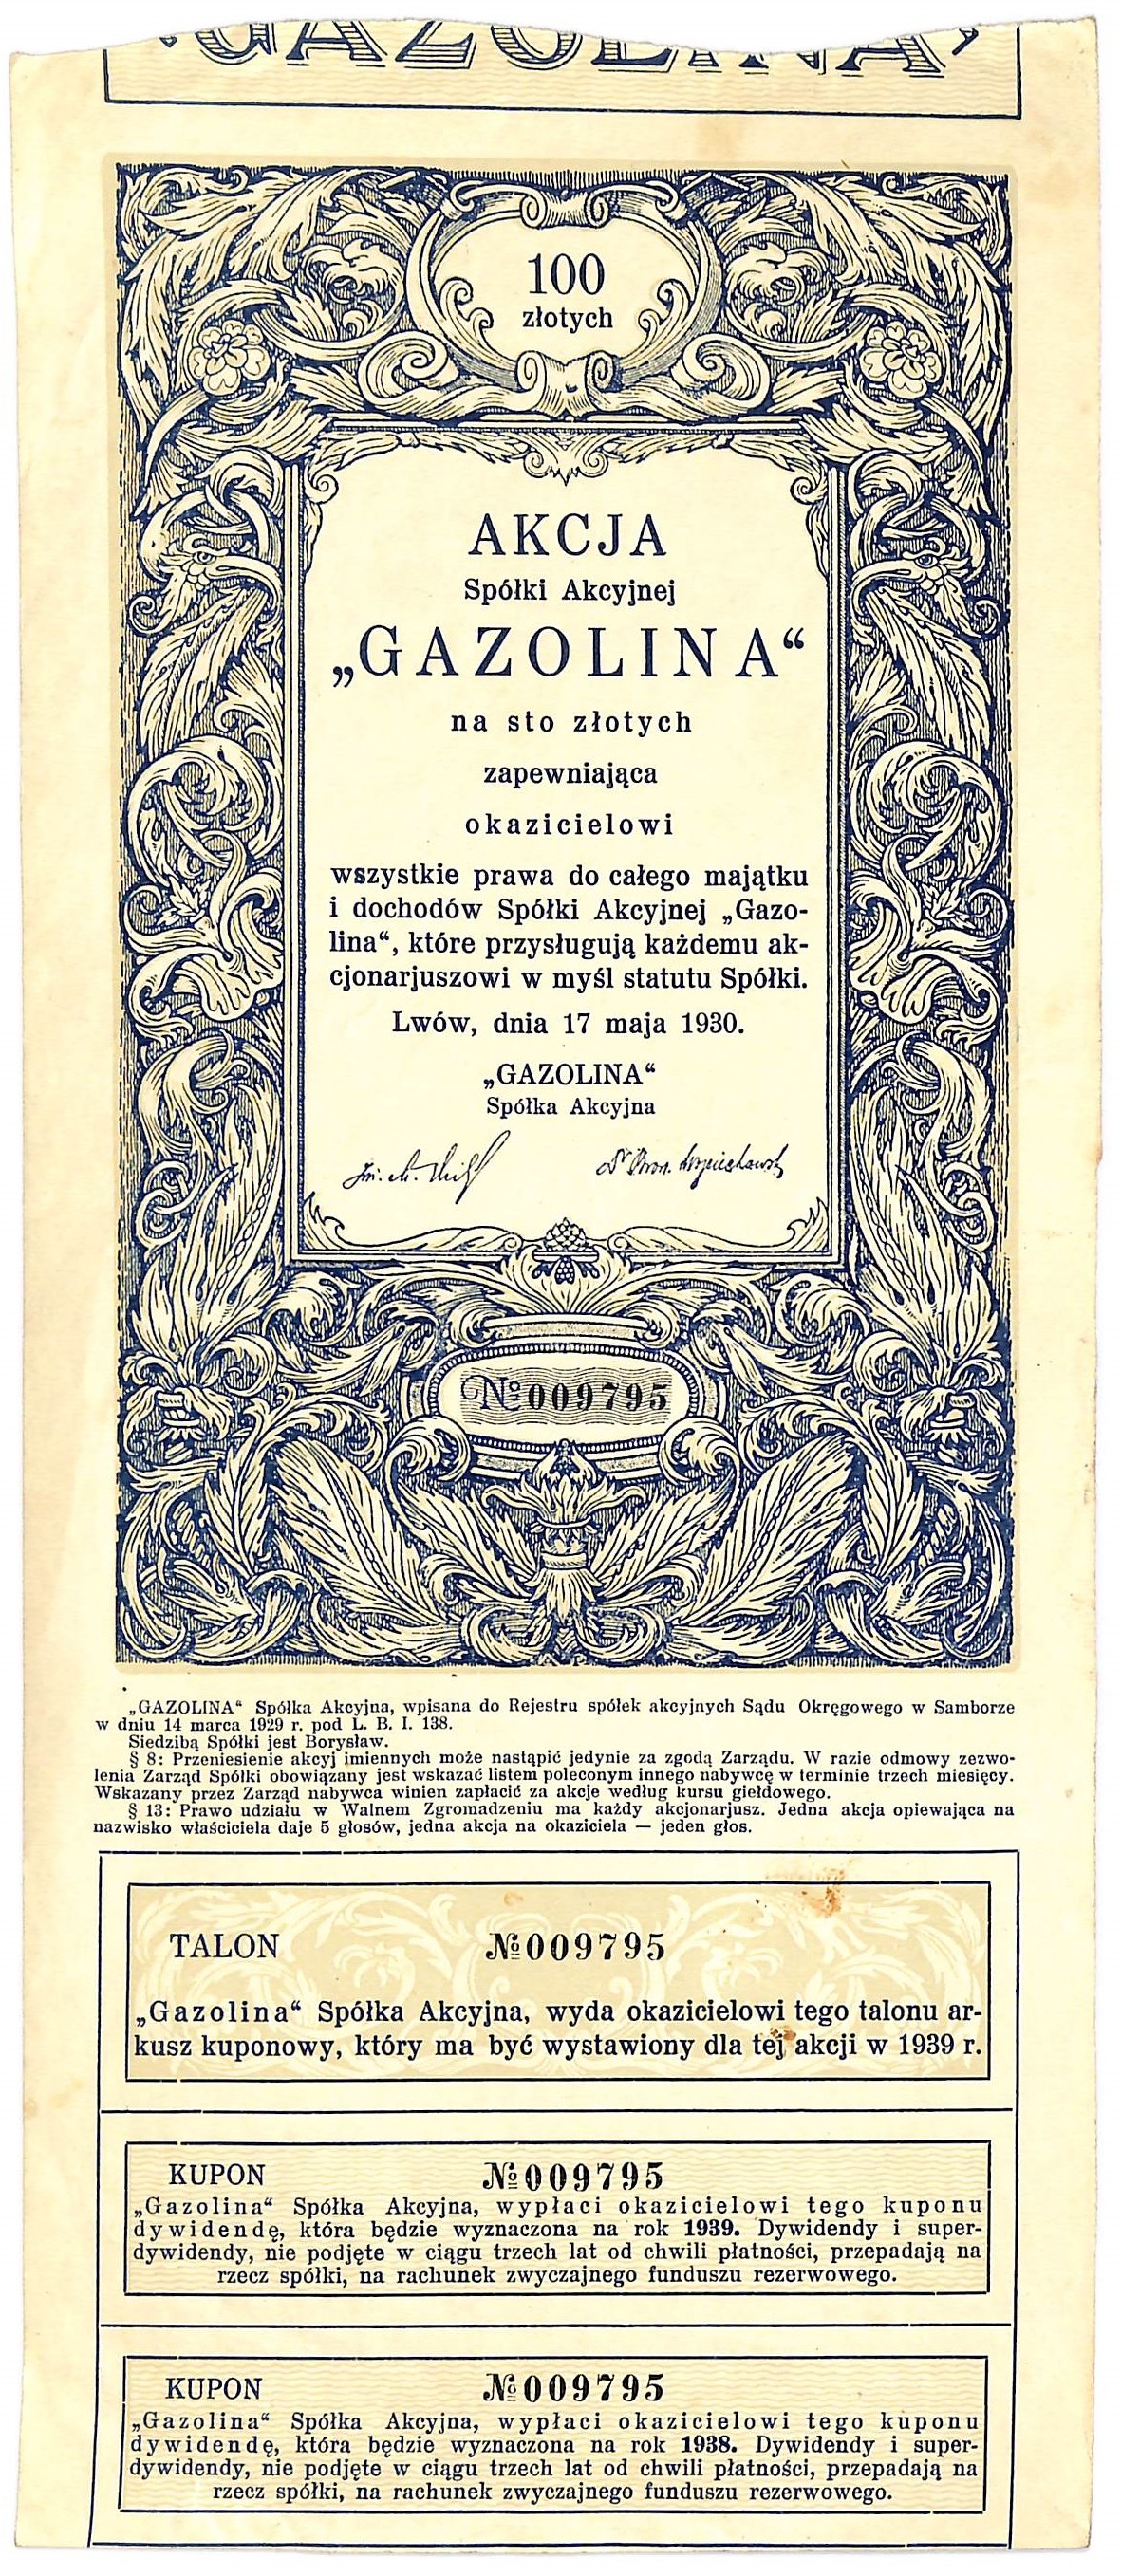 GAZOLINA
100
złotych
AKCJA
Spółki Akcyjnej
„GAZOLINA“
na sto złotych
zapewniająca
okazicielowi
wszystkie prawa do całego majątku
i dochodów Spółki Akcyjnej „Gazo-
lina“, które przysługują każdemu ak-
cjonarjuszowi w myśl statutu Spółki.
Lwów, dnia 17 maja 1930.
„GAZOLINA“
Spółka Akcyjna
№ 009795
„GAZOLINA“ Spółka Akcyjna, wpisana do Rejestru spółek akcyjnych Sądu Okręgowego w Samborze
w dniu 14 marca 1929 r. pod L. B. I. 138.
Siedzibą Spółki jest Borysław.
§ 8: Przeniesienie akcyj imiennych może nastąpić jedynie za zgodą Zarządu. W razie odmowy zezwo-
lenia Zarząd Spółki obowiązany jest wskazać listem poleconym innego nabywcę w terminie trzech miesięcy.
Wskazany przez Zarząd nabywca winien zapłacić za akcje według kursu giełdowego.
§ 13: Prawo udziału w Walnem Zgromadzeniu ma każdy akcjonarjusz. Jedna akcja opiewająca na
nazwisko właściciela daje 5 głosów, jedna akcja na okaziciela — jeden głos.
TALON № 009795
„Gazolina“ Spółka Akcyjna, wyda okazicielowi tego talonu ar-
kusz kuponowy, który ma być wystawiony dla tej akcji w 1939 r.
KUPON № 009795
„Gazolina“ Spółka Akcyjna, wypłaci okazicielowi tego kuponu
dywidendę, która będzie wyznaczona na rok 1939. Dywidendy i super-
dywidendy, nie podjęte w ciągu trzech lat od chwili płatności, przepadają na
rzecz spółki, na rachunek zwyczajnego funduszu rezerwowego.
KUPON № 009795
„Gazolina“ Spółka Akcyjna, wypłaci okazicielowi tego kuponu
dywidendę, która będzie wyznaczona na rok 1938. Dywidendy i super-
dywidendy, nie podjęte w ciągu trzech lat od chwili płatności, przepadają na
rzecz spółki, na rachunek zwyczajnego funduszu rezerwowego.